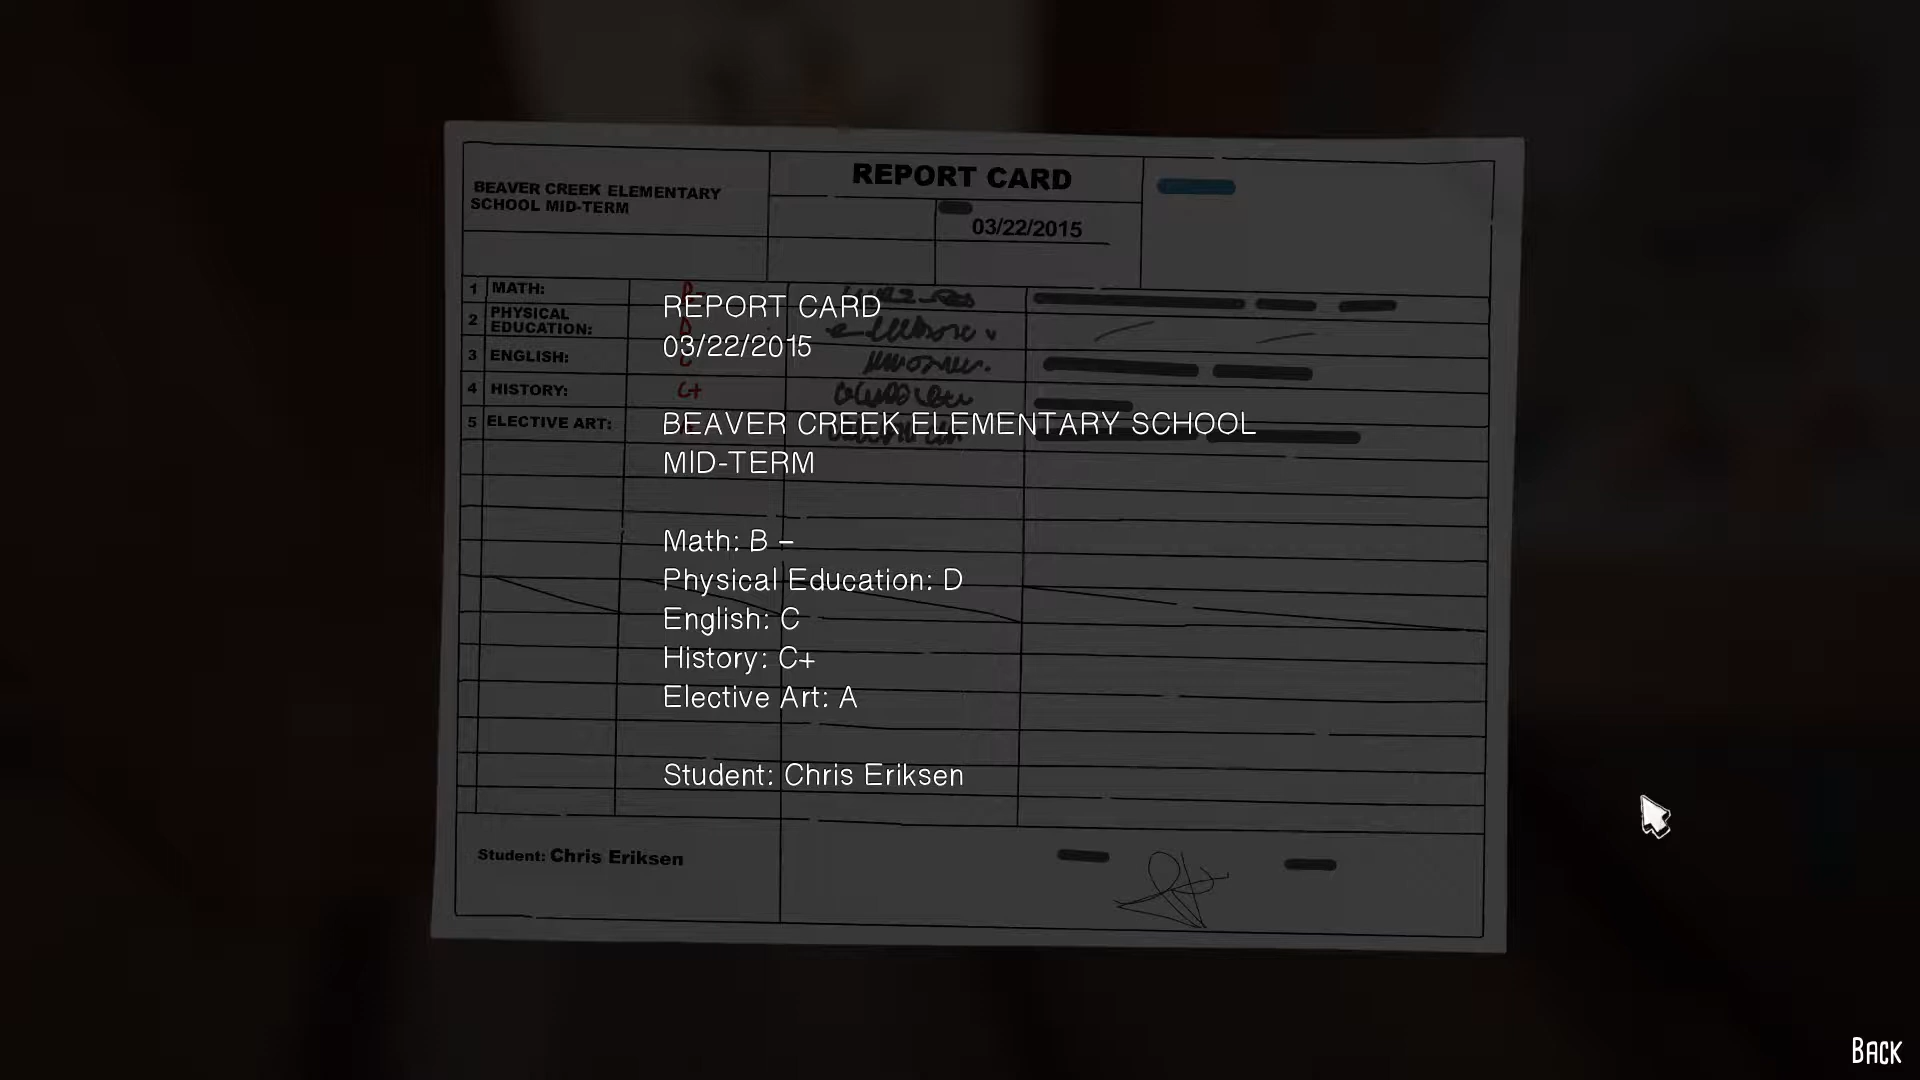 BEAVER CREEK ELEMENTARY
SCHOOL MID-TERM
REPORT CARD
03/22/2015
1 MATH:
2 PHYSICAL
EDUCATION:
3 ENGLISH:
4 HISTORY: C+
5 ELECTIVE ART:
Student: Chris Eriksen
REPORT CARD
03/22/2015
BEAVER CREEK ELEMENTARY SCHOOL
MID-TERM
Math: B –
Physical Education: D
English: C
History: C+
Elective Art: A
Student: Chris Eriksen
BACK